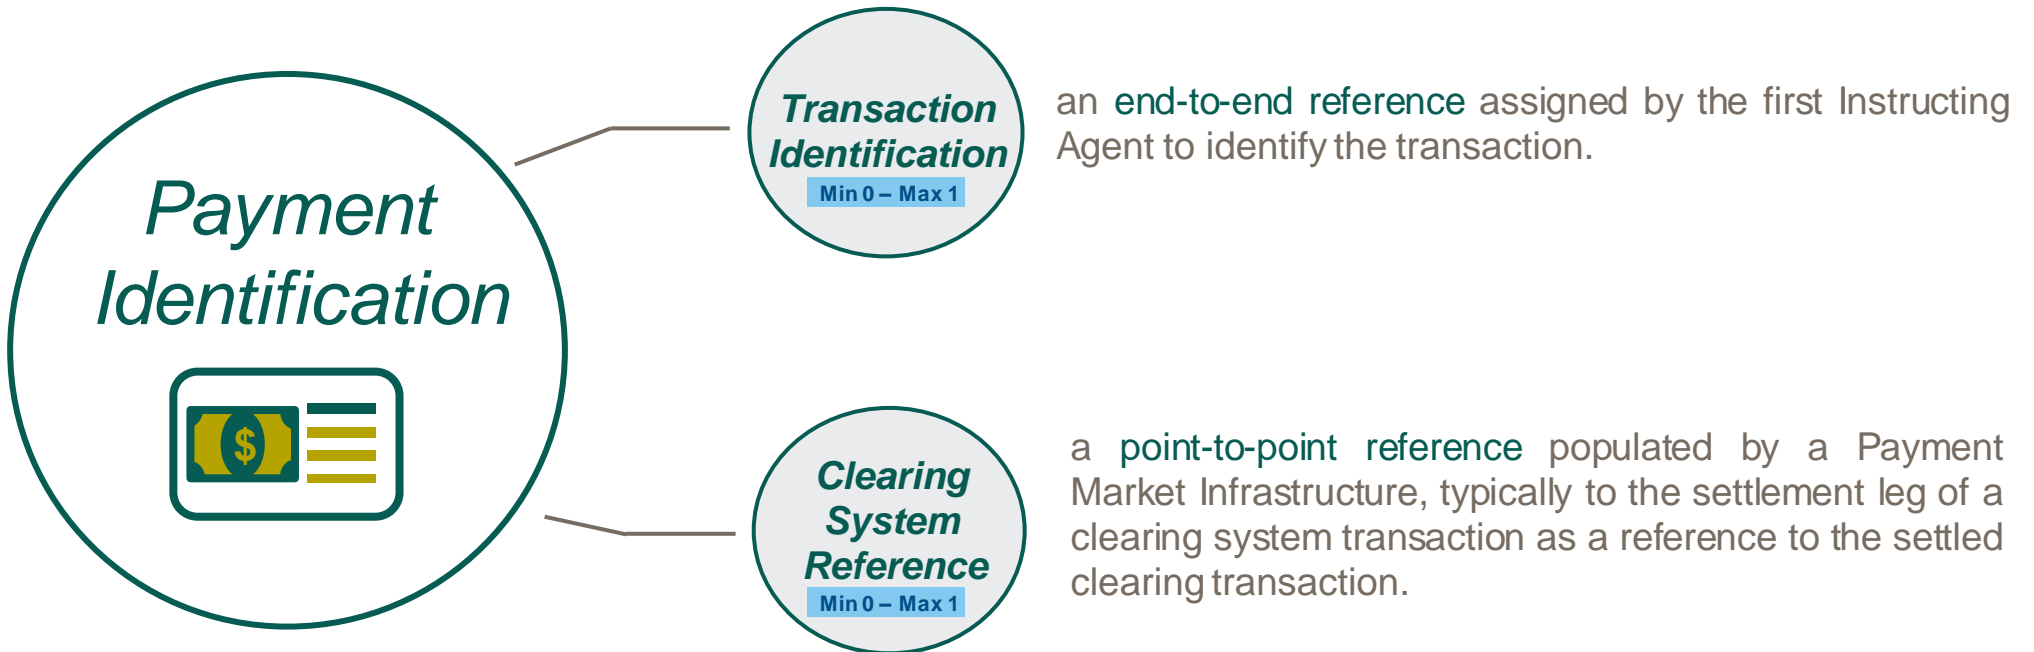 Payment
Identification
$
Transaction
Identification
Min 0 – Max 1
an end-to-end reference assigned by the first Instructing
Agent to identify the transaction.
Clearing
System
Reference
Min 0 – Max 1
a point-to-point reference populated by a Payment
Market Infrastructure, typically to the settlement leg of a
clearing system transaction as a reference to the settled
clearing transaction.